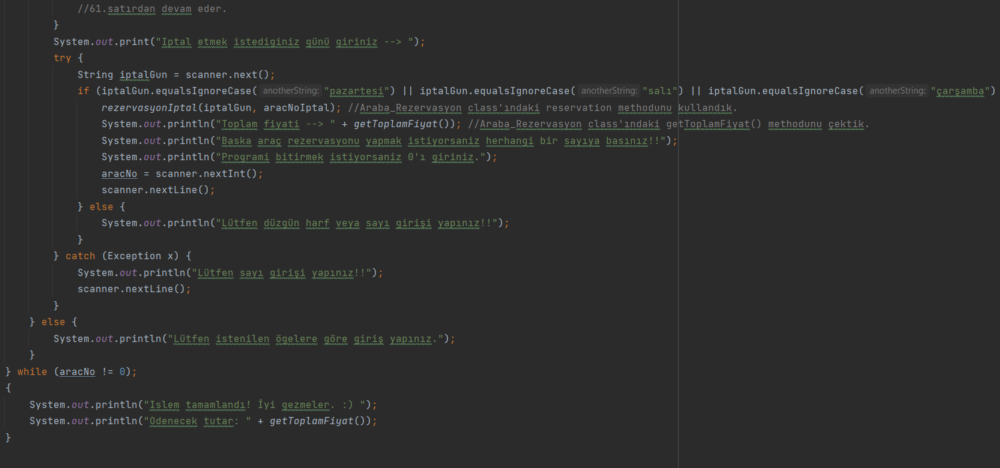 //61.satırdan devam eder.
}
System.out.print("Iptal etmek istediginiz günü giriniz --> ");
try {
String iptalGun = scanner.next();
if (iptalGun.equalsIgnoreCase( anotherString: "pazartesi") || iptalGun.equalsIgnoreCase( anotherString: "salı") || iptalGun.equalsIgnoreCase( anotherString: "çarşamba")
rezervasyonIptal(iptalGun, aracNoIptal); //Araba_Rezervasyon class'ındaki reservation methodunu kullandık.
System.out.println("Toplam fiyati --> " + getToplamFiyat()); //Araba_Rezervasyon class'ındaki getToplamFiyat() methodunu çektik.
System.out.println("Baska araç rezervasyonu yapmak istiyorsaniz herhangi bir sayıya basınız!!");
System.out.println("Programi bitirmek istiyorsaniz 0'ı giriniz.");
aracNo = scanner.nextInt();
scanner.nextLine();
} else {
System.out.println("Lütfen düzgün harf veya sayı girişi yapınız!!");
}
} catch (Exception x) {
System.out.println("Lütfen sayı girişi yapınız!!");
scanner.nextLine();
}
} else {
System.out.println("Lütfen istenilen ögelere göre giriş yapınız.");
}
} while (aracNo != 0);
{
System.out.println("Islem tamamlandı! İyi gezmeler. :) ");
System.out.println("Odenecek tutar: " + getToplamFiyat());
}